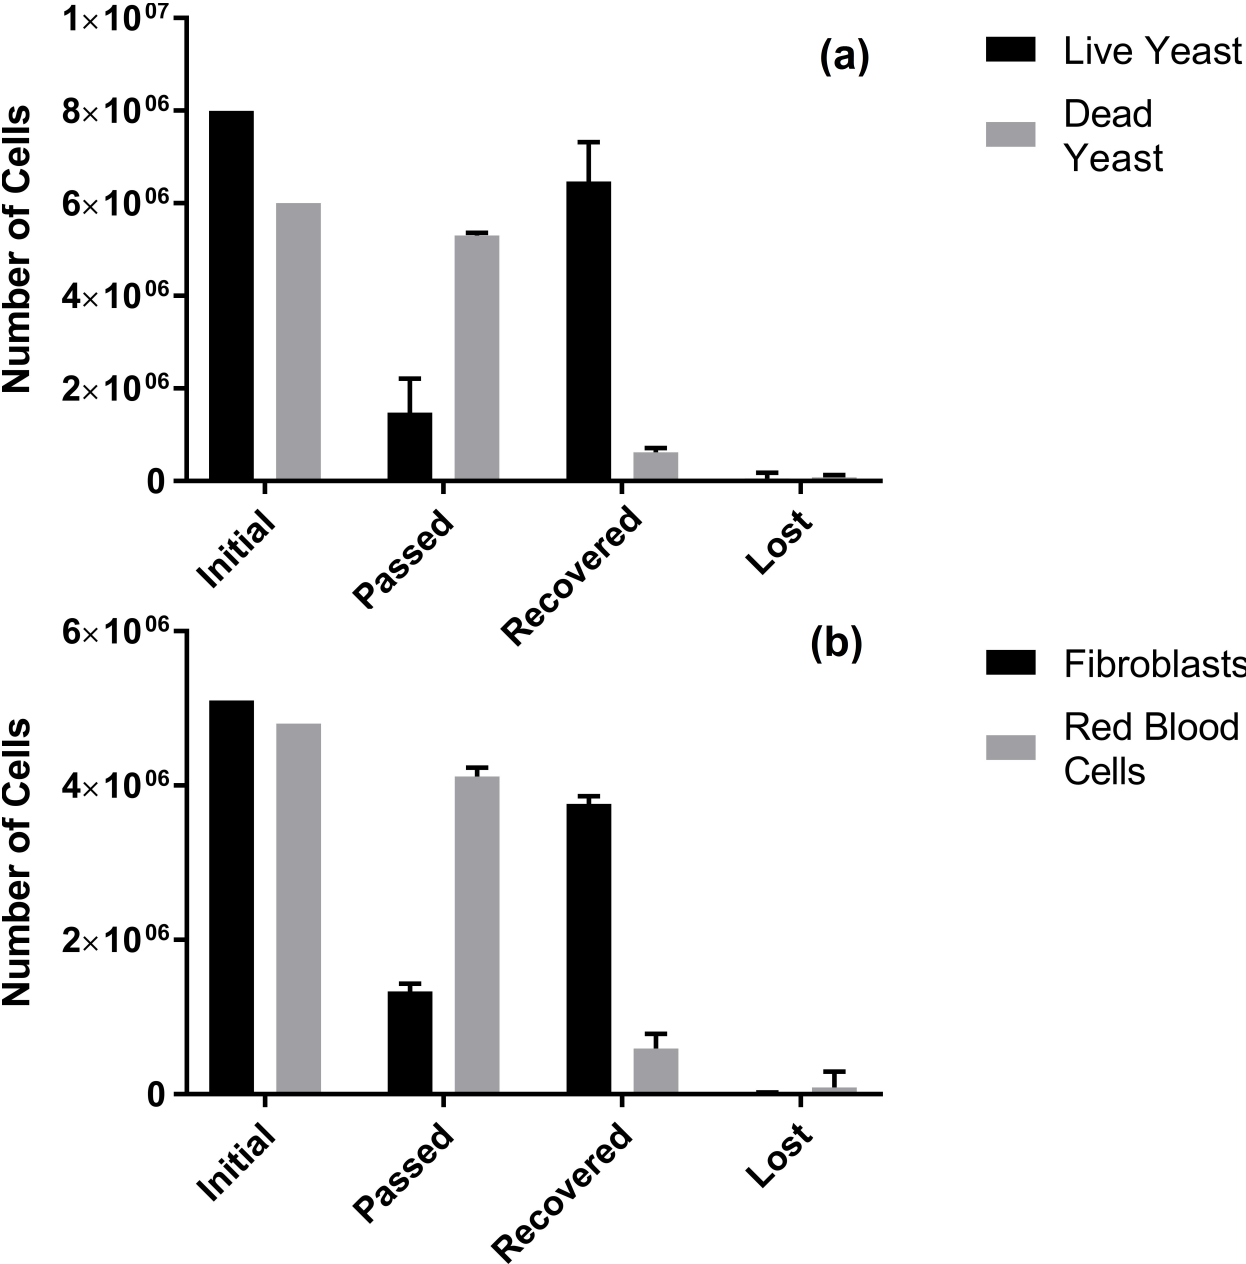 1×10⁰⁷
8×10⁰⁶
6×10⁰⁶
4×10⁰⁶
2×10⁰⁶
0
Number of Cells
(a)
Live Yeast
Dead
Yeast
Initial
Passed
Recovered
Lost
6×10⁰⁶
4×10⁰⁶
2×10⁰⁶
0
Number of Cells
(b)
Fibroblasts
Red Blood
Cells
Initial
Passed
Recovered
Lost